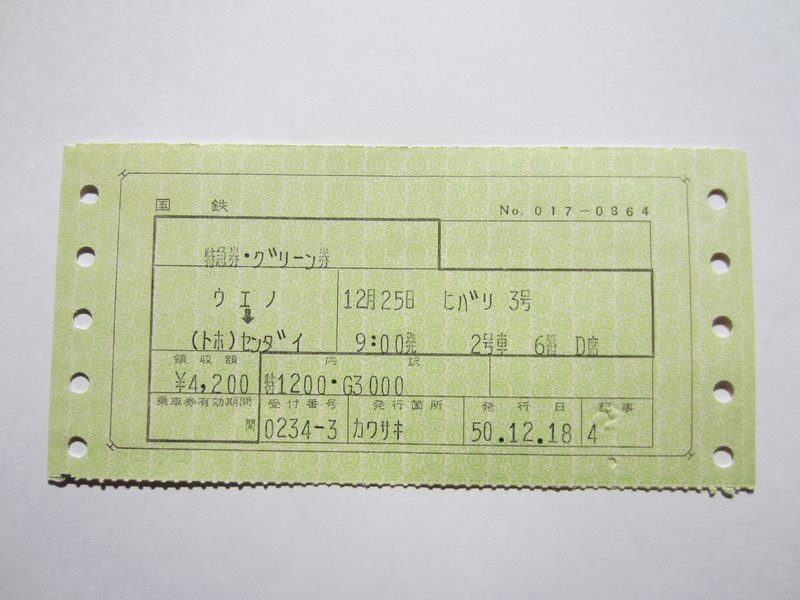 国鉄 No. 017-0864
特急券・グリーン券
ウエノ 12月25日 ヒバリ 3号
↓
(トホ)センダイ 9:00発 2号車 6番 D席
領収額 内訳
¥4,200 特1200・G3000
乗車券有効期間 受付番号 発行箇所 発行日 記事
間 0234-3 カワサキ 50.12.18 4